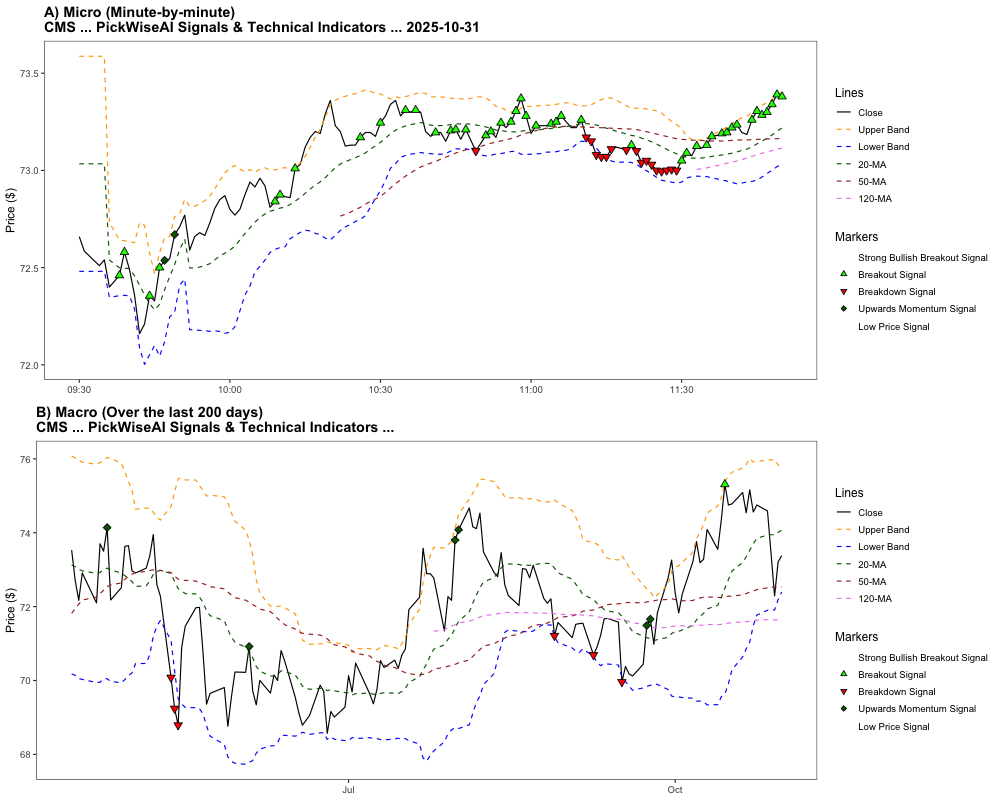 A) Micro (Minute-by-minute)
CMS ... PickWiseAI Signals & Technical Indicators ... 2025-10-31
Price ($)
73.5
73.0
72.5
72.0
09:30
10:00
10:30
11:00
11:30
Lines
Close
Upper Band
Lower Band
20-MA
50-MA
120-MA
Markers
Strong Bullish Breakout Signal
Breakout Signal
Breakdown Signal
Upwards Momentum Signal
Low Price Signal
B) Macro (Over the last 200 days)
CMS ... PickWiseAI Signals & Technical Indicators ...
Price ($)
76
74
72
70
68
Jul
Oct
Lines
Close
Upper Band
Lower Band
20-MA
50-MA
120-MA
Markers
Strong Bullish Breakout Signal
Breakout Signal
Breakdown Signal
Upwards Momentum Signal
Low Price Signal